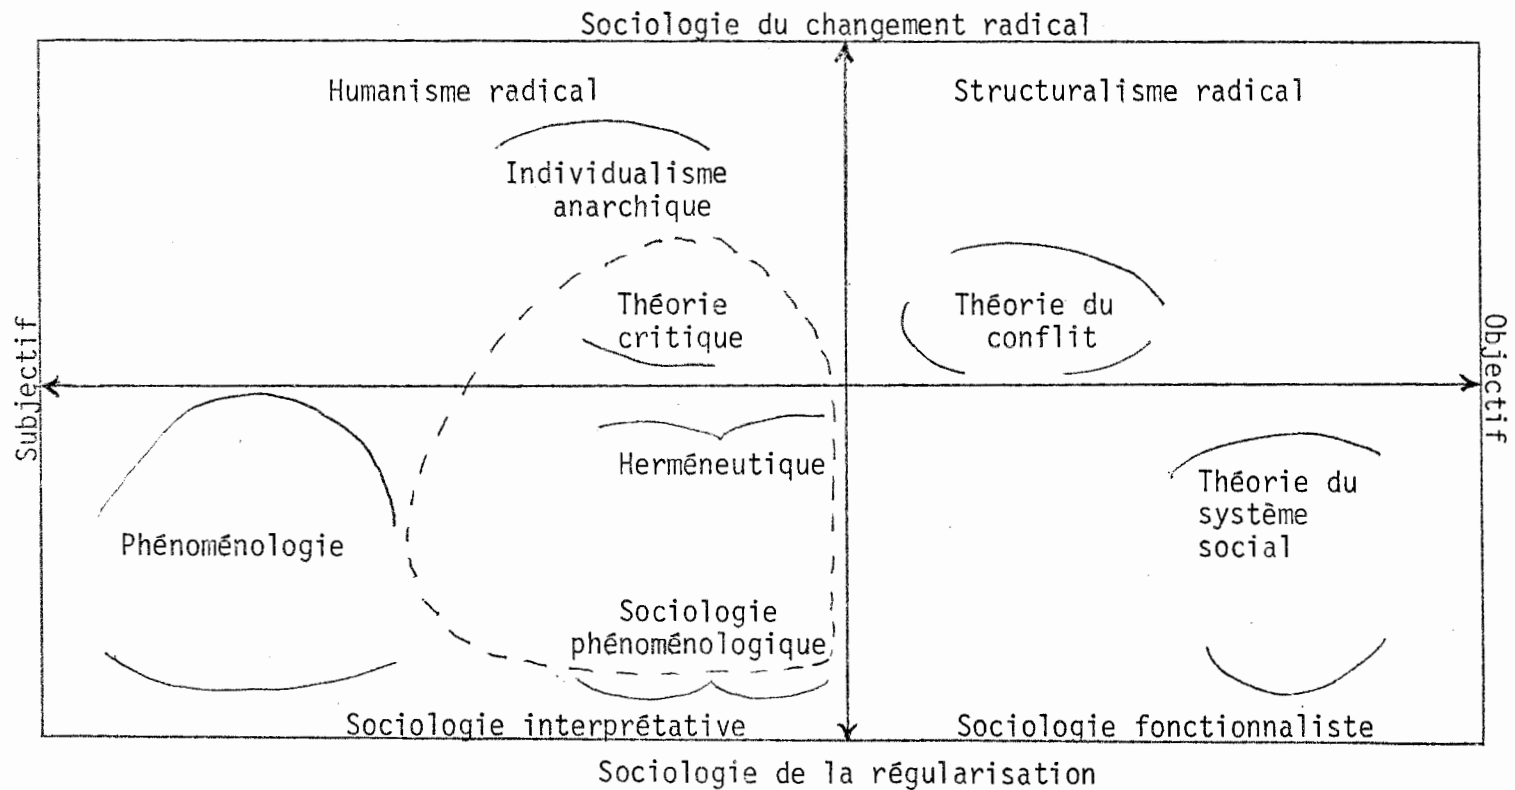 Sociologie du changement radical
Humanisme radical
Structuralisme radical
Individualisme
anarchique
Théorie
critique
Théorie du
conflit
Subjectif
Objectif
Herméneutique
Théorie du
système
social
Phénoménologie
Sociologie
phénoménologique
Sociologie interprétative
Sociologie fonctionnaliste
Sociologie de la régularisation